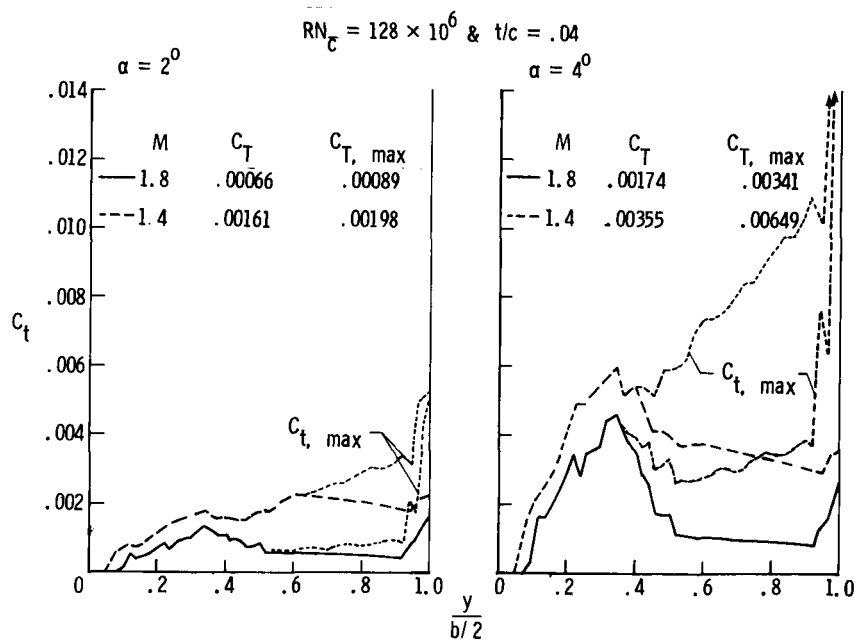 RN_c̅ = 128 × 10^6 & t/c = .04
α = 2°
α = 4°
.014
.012
.010
.008
.006
.004
.002
0
C_t
M C_T C_T, max
1.8 .00066 .00089
1.4 .00161 .00198
C_t, max
0 .2 .4 .6 .8 1.0
M C_T C_T, max
1.8 .00174 .00341
1.4 .00355 .00649
C_t, max
0 .2 .4 .6 .8 1.0
y
b/2